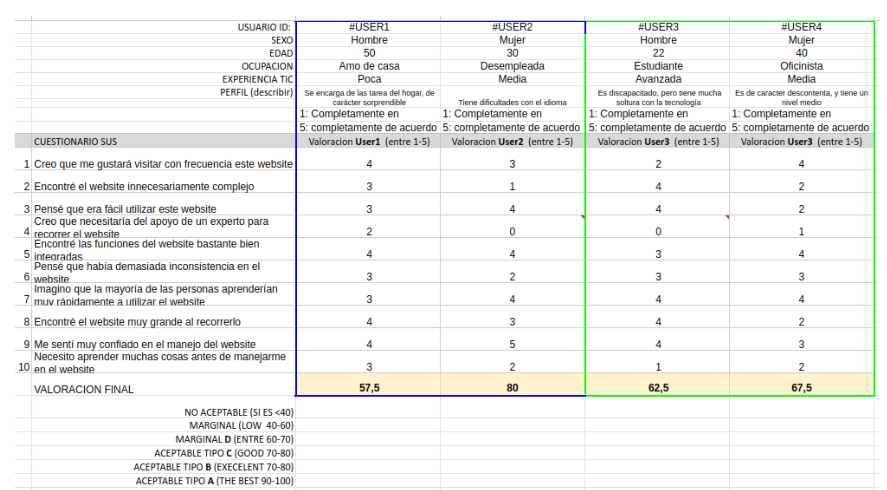 USUARIO ID: #USER1 #USER2 #USER3 #USER4
SEXO Hombre Mujer Hombre Mujer
EDAD 50 30 22 40
OCUPACION Amo de casa Desempleada Estudiante Oficinista
EXPERIENCIA TIC Poca Media Avanzada Media
PERFIL (describir) Se encarga de las tarea del hogar, de Es discapacitado, pero tiene mucha Es de caracter descontenta, y tiene un
carácter sorprendible Tiene dificultades con el idioma soltura con la tecnología nivel medio
1: Completamente en 1: Completamente en 1: Completamente en 1: Completamente en
5: completamente de acuerdo 5: completamente de acuerdo 5: completamente de acuerdo 5: completamente de acuerdo
CUESTIONARIO SUS Valoracion User1 (entre 1-5) Valoracion User2 (entre 1-5) Valoracion User3 (entre 1-5) Valoracion User3 (entre 1-5)
1 Creo que me gustará visitar con frecuencia este website 4 3 2 4
2 Encontré el website innecesariamente complejo 3 1 4 2
3 Pensé que era fácil utilizar este website 3 4 4 2
Creo que necesitaría del apoyo de un experto para
4 recorrer el website 2 0 0 1
Encontré las funciones del website bastante bien
5 integradas 4 4 3 4
Pensé que había demasiada inconsistencia en el
6 website 3 2 3 3
Imagino que la mayoría de las personas aprenderían
7 muy rápidamente a utilizar el website 3 4 4 4
8 Encontré el website muy grande al recorrerlo 4 3 4 2
9 Me sentí muy confiado en el manejo del website 4 5 4 3
Necesito aprender muchas cosas antes de manejarme
10 en el website 3 2 1 2
VALORACION FINAL 57,5 80 62,5 67,5
NO ACEPTABLE (SI ES <40)
MARGINAL (LOW 40-60)
MARGINAL D (ENTRE 60-70)
ACEPTABLE TIPO C (GOOD 70-80)
ACEPTABLE TIPO B (EXECELENT 70-80)
ACEPTABLE TIPO A (THE BEST 90-100)